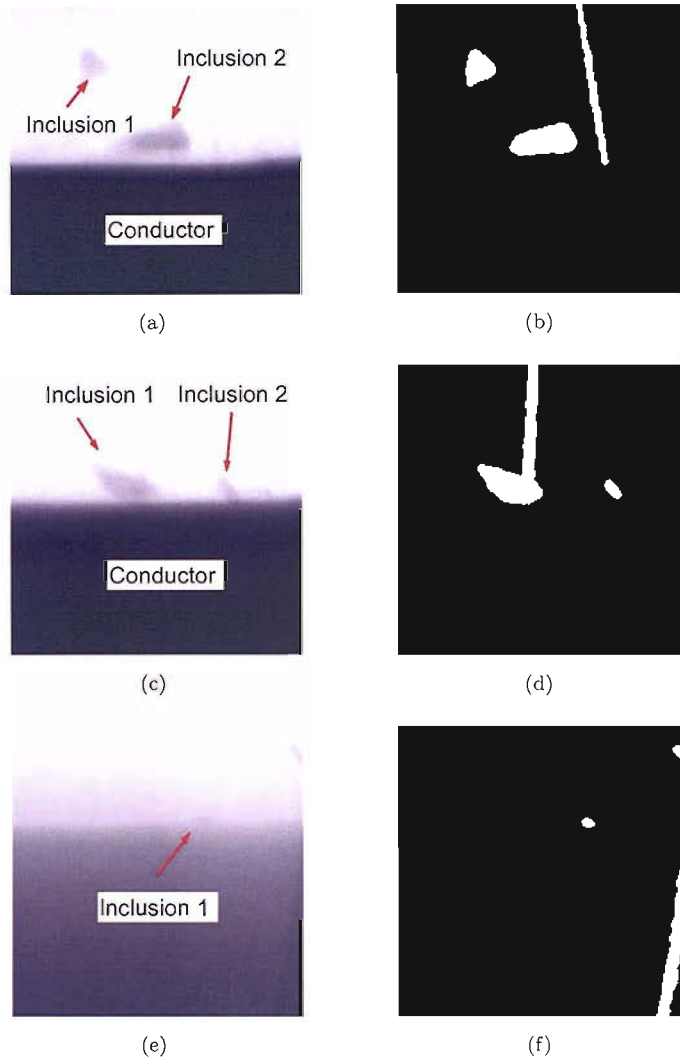 Inclusion 2
Inclusion 1
Conductor
(a)
(b)
Inclusion 1 Inclusion 2
Conductor
(c)
(d)
Inclusion 1
(e)
(f)